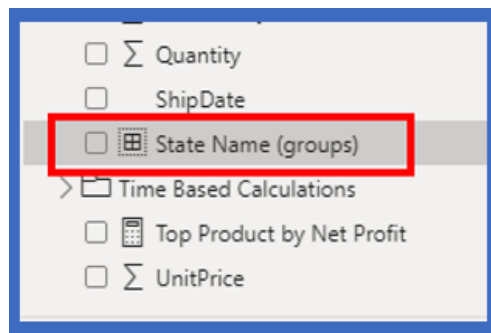 Quantity
ShipDate
State Name (groups)
Time Based Calculations
Top Product by Net Profit
UnitPrice